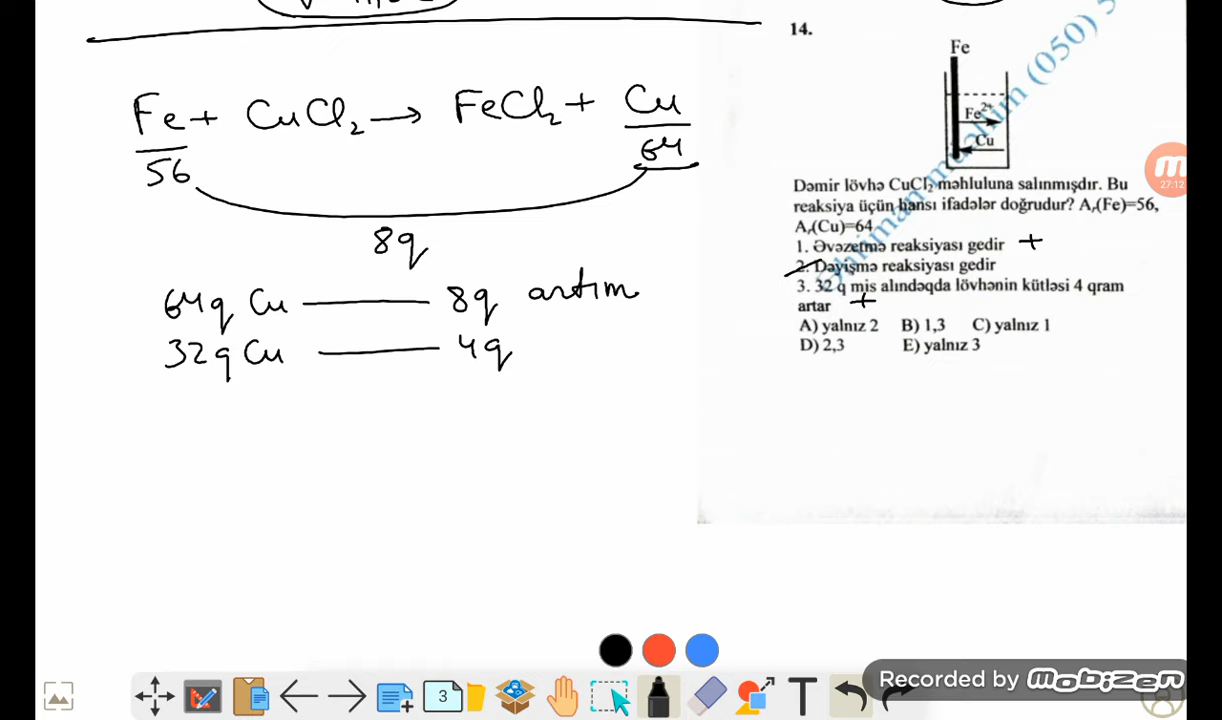 Fe + CuCl2 → FeCl2 + Cu
56 64
8q
64q Cu —— 8q artım
32q Cu —— 4q
14.
Fe
Fe2+
Cu
(050)
Dəmir lövhə CuCl2 məhluluna salınmışdır. Bu
reaksiya üçün hansı ifadələr doğrudur? Ar(Fe)=56,
Ar(Cu)=64
1. Əvəzetmə reaksiyası gedir +
2. Dəyişmə reaksiyası gedir
3. 32 q mis alındıqda lövhənin kütləsi 4 qram
artar +
A) yalnız 2 B) 1,3 C) yalnız 1
D) 2,3 E) yalnız 3
27:12
3
T
Recorded by mobizen